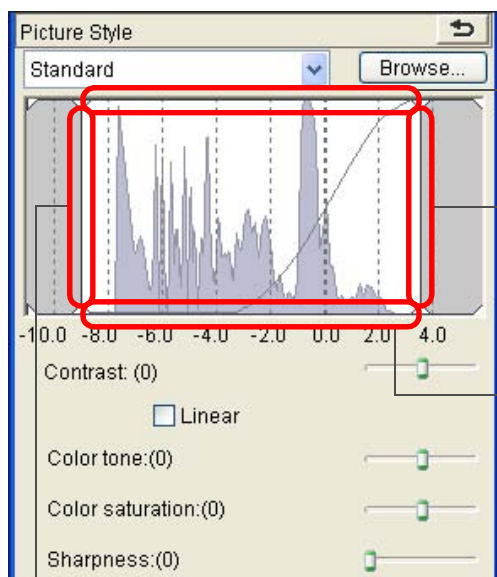 Picture Style
Standard
Browse...
-10.0 -8.0 -6.0 -4.0 -2.0 0.0 2.0 4.0
Contrast: (0)
Linear
Color tone:(0)
Color saturation:(0)
Sharpness:(0)